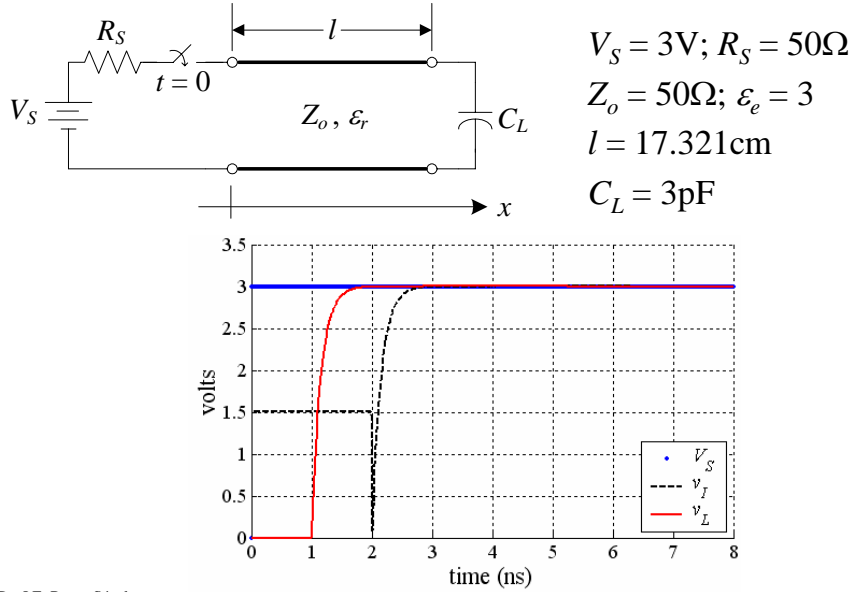 R_S
l
t = 0
V_S
Z_o , ε_r
C_L
x
V_S = 3V; R_S = 50Ω
Z_o = 50Ω; ε_e = 3
l = 17.321cm
C_L = 3pF
3.5
3
2.5
2
1.5
1
0.5
0
volts
0 1 2 3 4 5 6 7 8
time (ns)
V_S
v_I
v_L